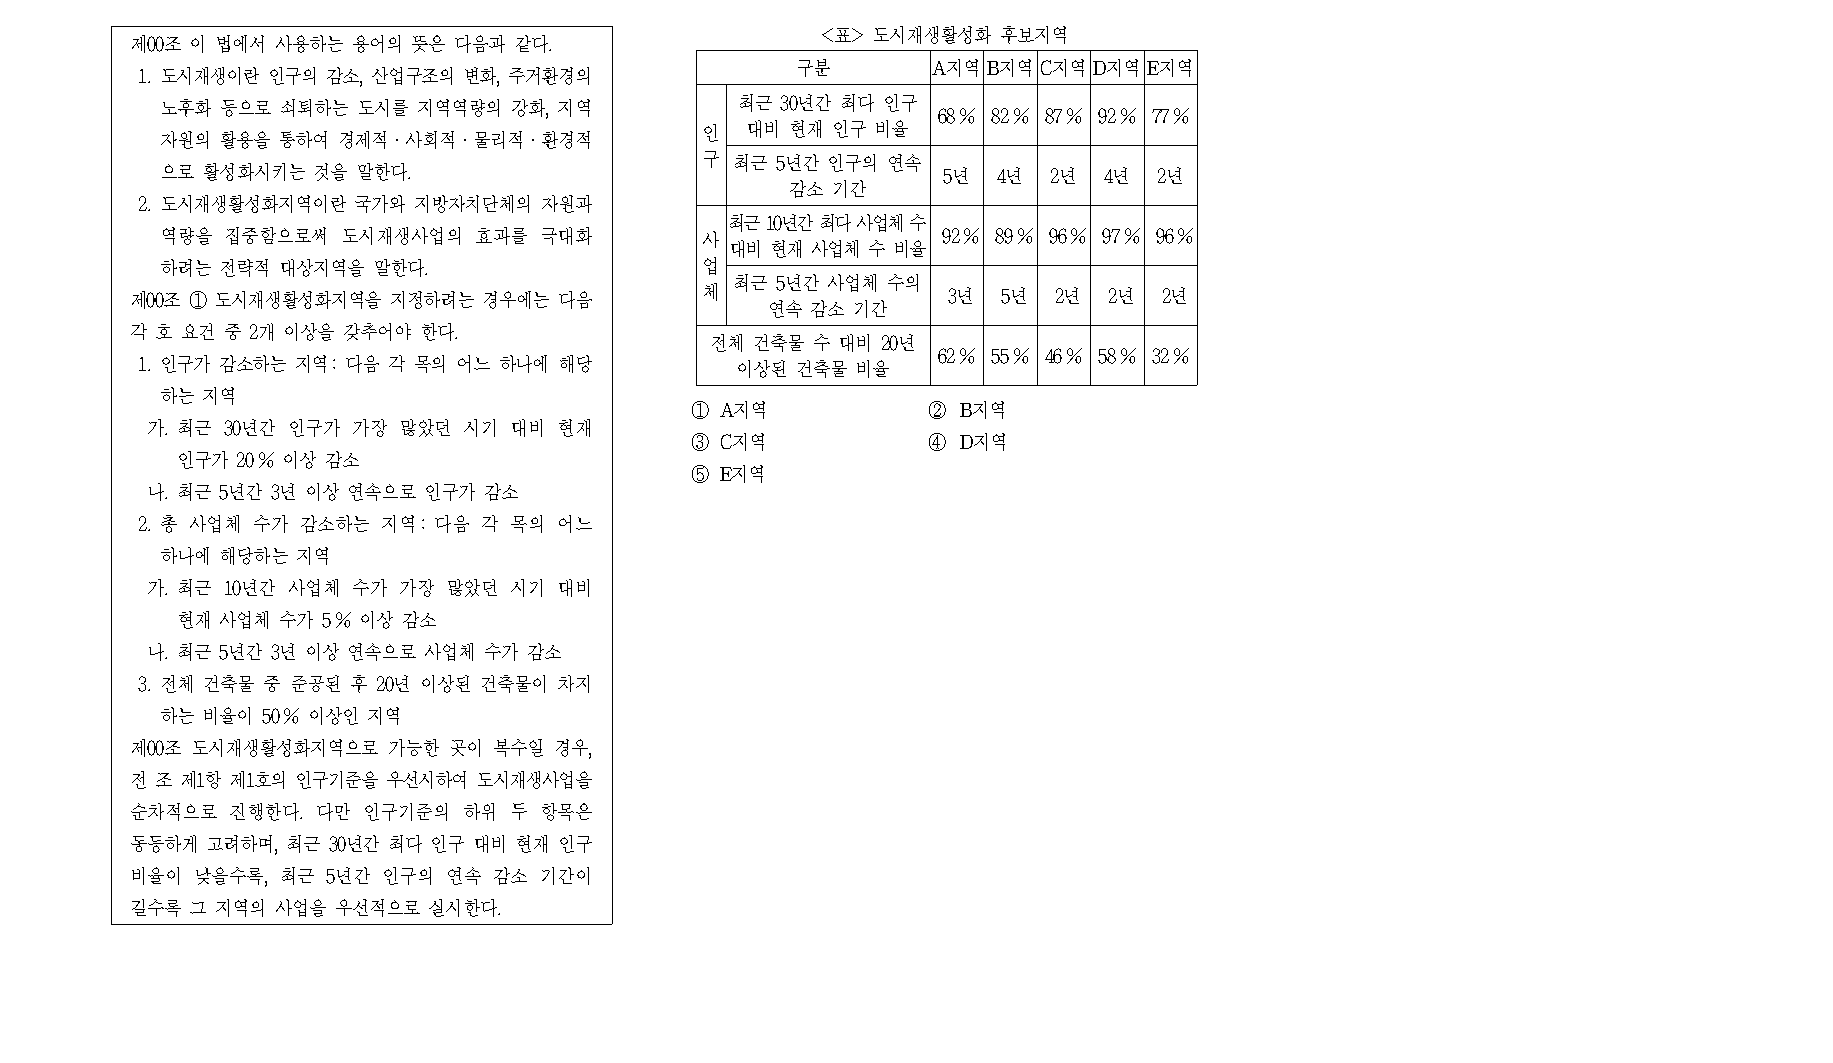 제00조 이 법에서 사용하는 용어의 뜻은 다음과 같다.
1. 도시재생이란 인구의 감소, 산업구조의 변화, 주거환경의
노후화 등으로 쇠퇴하는 도시를 지역역량의 강화, 지역
자원의 활용을 통하여 경제적·사회적·물리적·환경적
으로 활성화시키는 것을 말한다.
2. 도시재생활성화지역이란 국가와 지방자치단체의 자원과
역량을 집중함으로써 도시재생사업의 효과를 극대화
하려는 전략적 대상지역을 말한다.
제00조 ① 도시재생활성화지역을 지정하려는 경우에는 다음
각 호 요건 중 2개 이상을 갖추어야 한다.
1. 인구가 감소하는 지역: 다음 각 목의 어느 하나에 해당
하는 지역
가. 최근 30년간 인구가 가장 많았던 시기 대비 현재
인구가 20% 이상 감소
나. 최근 5년간 3년 이상 연속으로 인구가 감소
2. 총 사업체 수가 감소하는 지역: 다음 각 목의 어느
하나에 해당하는 지역
가. 최근 10년간 사업체 수가 가장 많았던 시기 대비
현재 사업체 수가 5% 이상 감소
나. 최근 5년간 3년 이상 연속으로 사업체 수가 감소
3. 전체 건축물 중 준공된 후 20년 이상된 건축물이 차지
하는 비율이 50% 이상인 지역
제00조 도시재생활성화지역으로 가능한 곳이 복수일 경우,
전 조 제1항 제1호의 인구기준을 우선시하여 도시재생사업을
순차적으로 진행한다. 다만 인구기준의 하위 두 항목은
동등하게 고려하며, 최근 30년간 최다 인구 대비 현재 인구
비율이 낮을수록, 최근 5년간 인구의 연속 감소 기간이
길수록 그 지역의 사업을 우선적으로 실시한다.
<표> 도시재생활성화 후보지역
구분 A지역 B지역 C지역 D지역 E지역
인구
최근 30년간 최다 인구
대비 현재 인구 비율 68% 82% 87% 92% 77%
최근 5년간 인구의 연속
감소 기간 5년 4년 2년 4년 2년
사업체
최근 10년간 최다 사업체 수
대비 현재 사업체 수 비율 92% 89% 96% 97% 96%
최근 5년간 사업체 수의
연속 감소 기간 3년 5년 2년 2년 2년
전체 건축물 수 대비 20년
이상된 건축물 비율 62% 55% 46% 58% 32%
① A지역 ② B지역
③ C지역 ④ D지역
⑤ E지역